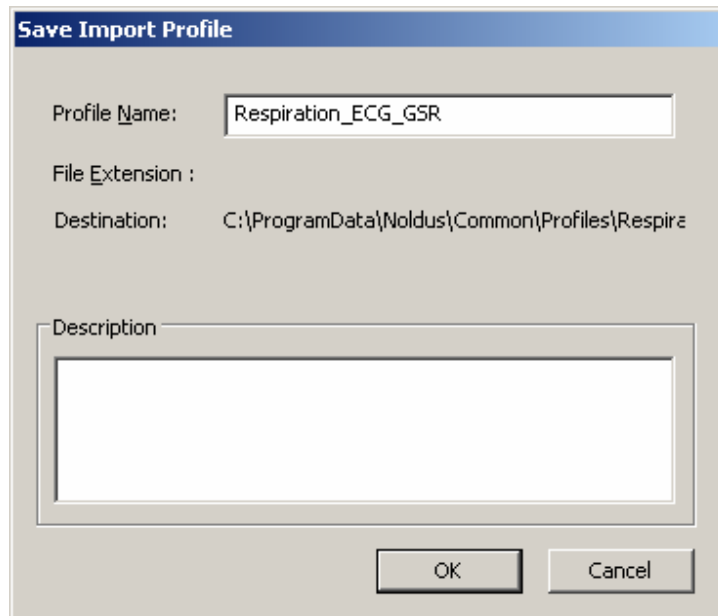 Save Import Profile
Profile Name: Respiration_ECG_GSR
File Extension :
Destination: C:\ProgramData\Noldus\Common\Profiles\Respira
Description
OK Cancel